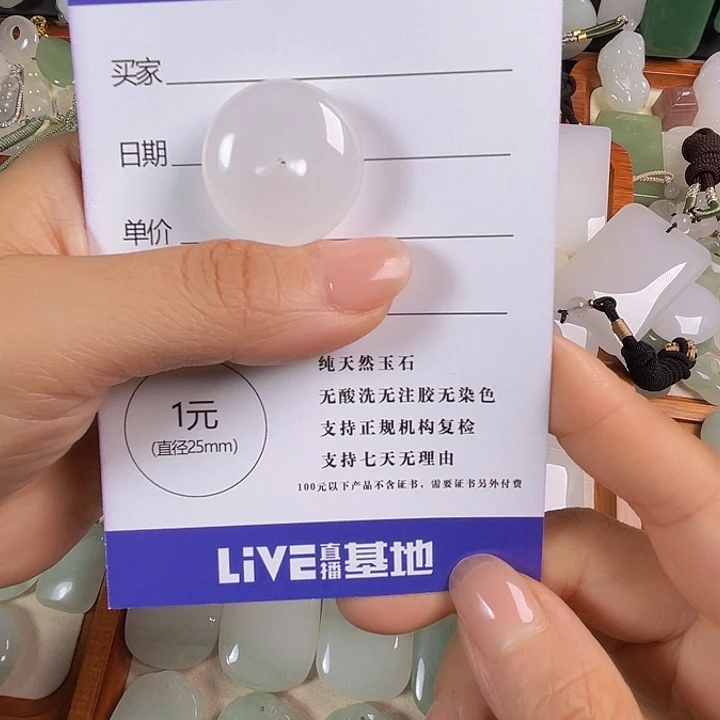 买家
日期
单价
1元
(直径25mm)
纯天然玉石
无酸洗无注胶无染色
支持正规机构复检
支持七天无理由
100元以下产品不含证书，需要证书另外付费
LiVE直播基地